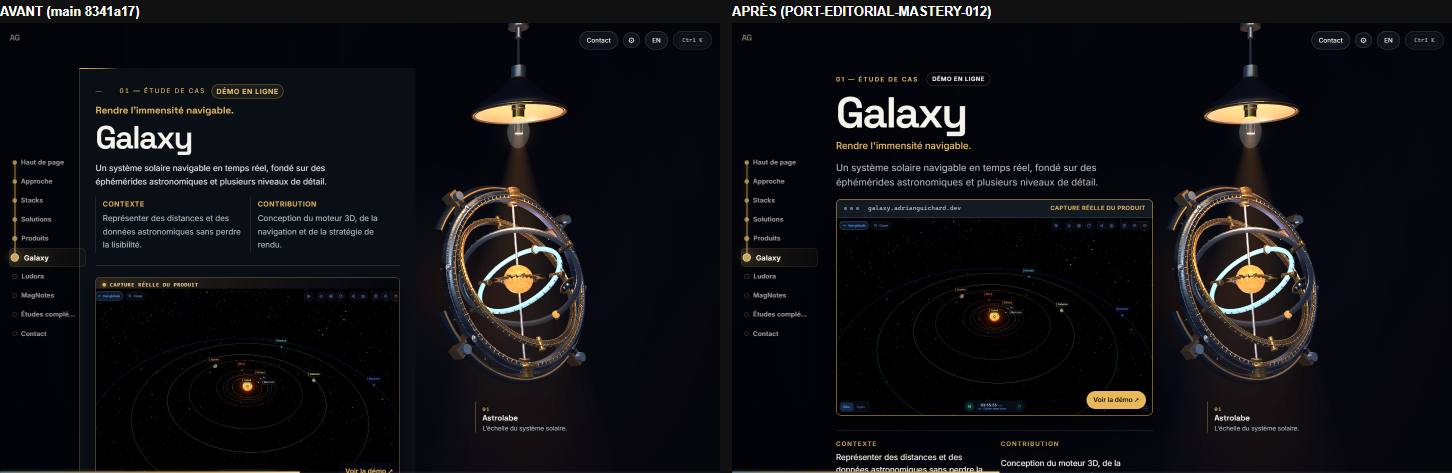 AVANT (main 8341a17)
AG
Contact
EN
Ctrl K
01 — ÉTUDE DE CAS
DÉMO EN LIGNE
Rendre l'immensité navigable.
Galaxy
Un système solaire navigable en temps réel, fondé sur des
éphémérides astronomiques et plusieurs niveaux de détail.
CONTEXTE
Représenter des distances et des
données astronomiques sans perdre
la lisibilité.
CONTRIBUTION
Conception du moteur 3D, de la
navigation et de la stratégie de
rendu.
CAPTURE RÉELLE DU PRODUIT
Voir la démo ↗
Haut de page
Approche
Stacks
Solutions
Produits
Galaxy
Ludora
MagNotes
Études complé...
Contact
01
Astrolabe
L'échelle du système solaire.
APRÈS (PORT-EDITORIAL-MASTERY-012)
AG
Contact
EN
Ctrl K
01 — ÉTUDE DE CAS
DÉMO EN LIGNE
Galaxy
Rendre l'immensité navigable.
Un système solaire navigable en temps réel, fondé sur des
éphémérides astronomiques et plusieurs niveaux de détail.
galaxy.adrianguichard.dev
CAPTURE RÉELLE DU PRODUIT
Voir la démo ↗
CONTEXTE
Représenter des distances et des
données astronomiques sans perdre la
CONTRIBUTION
Conception du moteur 3D, de la
Haut de page
Approche
Stacks
Solutions
Produits
Galaxy
Ludora
MagNotes
Études complé...
Contact
01
Astrolabe
L'échelle du système solaire.